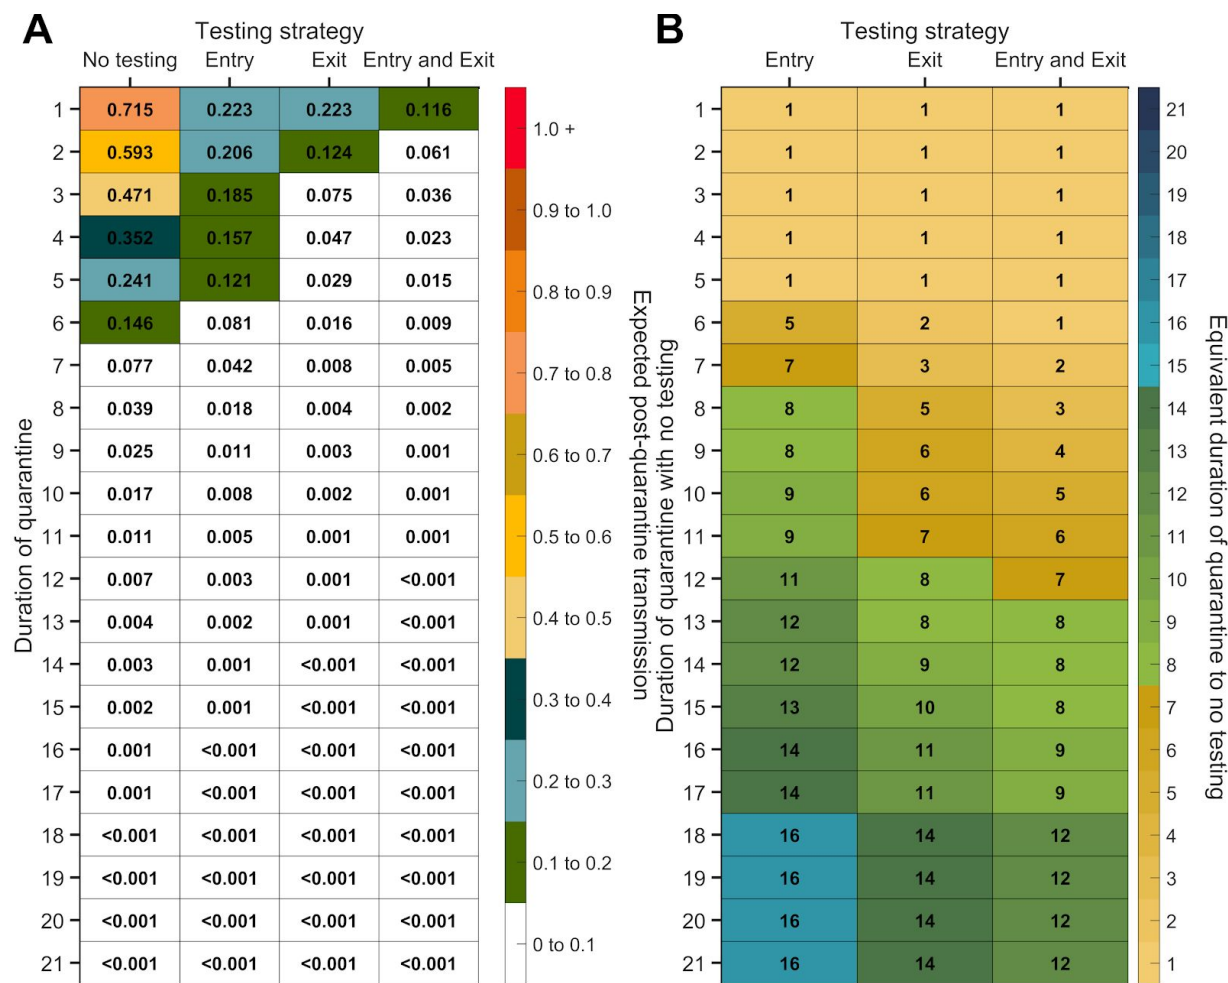 A
Testing strategy
No testing Entry Exit Entry and Exit
Duration of quarantine
1 0.715 0.223 0.223 0.116
2 0.593 0.206 0.124 0.061
3 0.471 0.185 0.075 0.036
4 0.352 0.157 0.047 0.023
5 0.241 0.121 0.029 0.015
6 0.146 0.081 0.016 0.009
7 0.077 0.042 0.008 0.005
8 0.039 0.018 0.004 0.002
9 0.025 0.011 0.003 0.001
10 0.017 0.008 0.002 0.001
11 0.011 0.005 0.001 0.001
12 0.007 0.003 0.001 <0.001
13 0.004 0.002 0.001 <0.001
14 0.003 0.001 <0.001 <0.001
15 0.002 0.001 <0.001 <0.001
16 0.001 <0.001 <0.001 <0.001
17 0.001 <0.001 <0.001 <0.001
18 <0.001 <0.001 <0.001 <0.001
19 <0.001 <0.001 <0.001 <0.001
20 <0.001 <0.001 <0.001 <0.001
21 <0.001 <0.001 <0.001 <0.001
1.0 +
0.9 to 1.0
0.8 to 0.9
0.7 to 0.8
0.6 to 0.7
0.5 to 0.6
0.4 to 0.5
0.3 to 0.4
0.2 to 0.3
0.1 to 0.2
0 to 0.1
Expected post-quarantine transmisission
B
Testing strategy
Entry Exit Entry and Exit
Duration of quarantine with no testing
1 1 1 1
2 1 1 1
3 1 1 1
4 1 1 1
5 1 1 1
6 5 2 1
7 7 3 2
8 8 5 3
9 8 6 4
10 9 6 5
11 9 7 6
12 11 8 7
13 12 8 8
14 12 9 8
15 13 10 8
16 14 11 9
17 14 11 9
18 16 14 12
19 16 14 12
20 16 14 12
21 16 14 12
21
20
19
18
17
16
15
14
13
12
11
10
9
8
7
6
5
4
3
2
1
Equivalent duration of quarantine to no testing